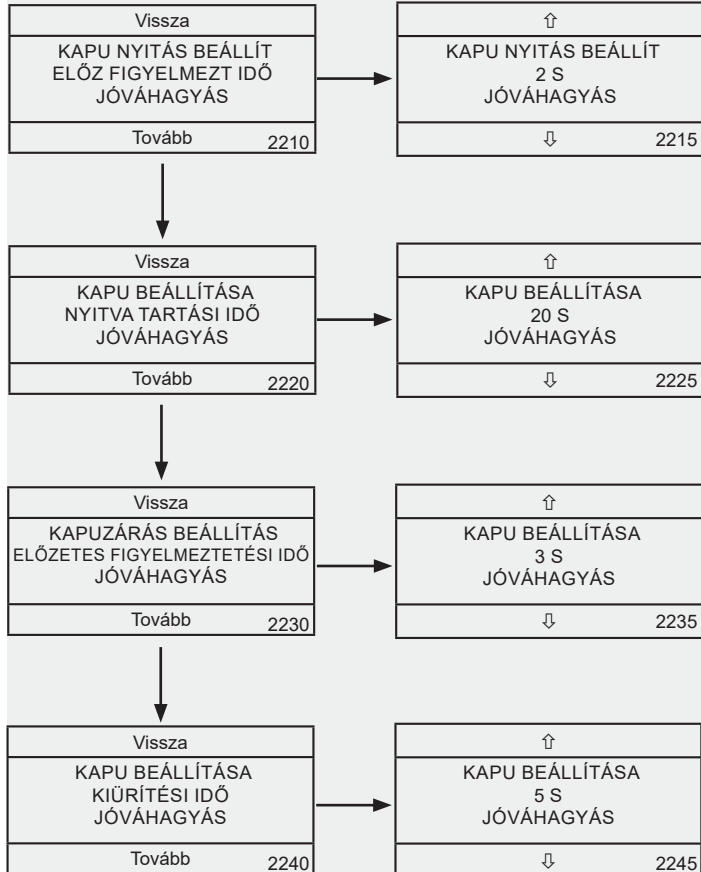 Vissza
KAPU NYITÁS BEÁLLÍT
ELŐZ FIGYELMEZT IDŐ
JÓVÁHAGYÁS
Tovább
2210
⇧
KAPU NYITÁS BEÁLLÍT
2 S
JÓVÁHAGYÁS
⇩
2215
Vissza
KAPU BEÁLLÍTÁSA
NYITVA TARTÁSI IDŐ
JÓVÁHAGYÁS
Tovább
2220
⇧
KAPU BEÁLLÍTÁSA
20 S
JÓVÁHAGYÁS
⇩
2225
Vissza
KAPUZÁRÁS BEÁLLÍTÁS
ELŐZETES FIGYELMEZTETÉSI IDŐ
JÓVÁHAGYÁS
Tovább
2230
⇧
KAPU BEÁLLÍTÁSA
3 S
JÓVÁHAGYÁS
⇩
2235
Vissza
KAPU BEÁLLÍTÁSA
KIÜRÍTÉSI IDŐ
JÓVÁHAGYÁS
Tovább
2240
⇧
KAPU BEÁLLÍTÁSA
5 S
JÓVÁHAGYÁS
⇩
2245